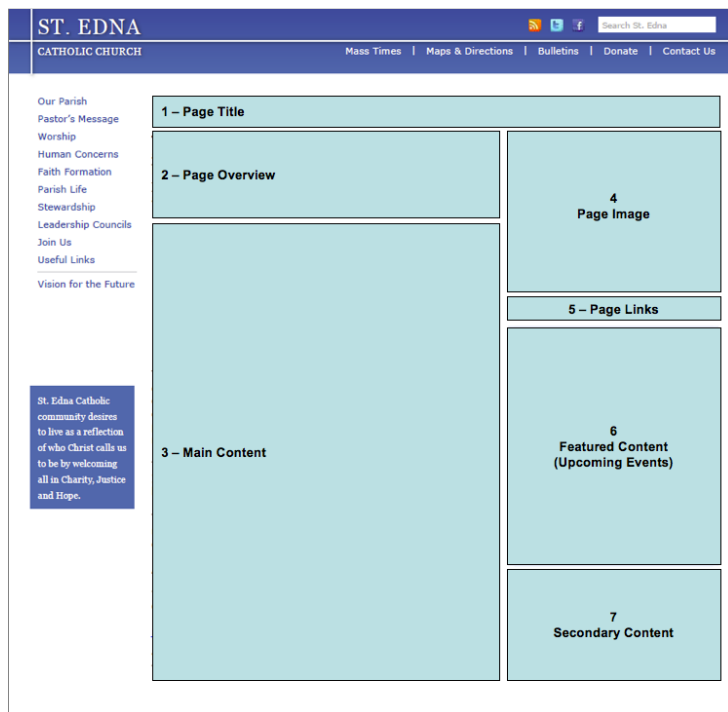 ST. EDNA
CATHOLIC CHURCH
Search St. Edna
Mass Times | Maps & Directions | Bulletins | Donate | Contact Us
Our Parish
Pastor's Message
Worship
Human Concerns
Faith Formation
Parish Life
Stewardship
Leadership Councils
Join Us
Useful Links
Vision for the Future
St. Edna Catholic
community desires
to live as a reflection
of who Christ calls us
to be by welcoming
all in Charity, Justice
and Hope.
1 – Page Title
2 – Page Overview
3 – Main Content
4
Page Image
5 – Page Links
6
Featured Content
(Upcoming Events)
7
Secondary Content